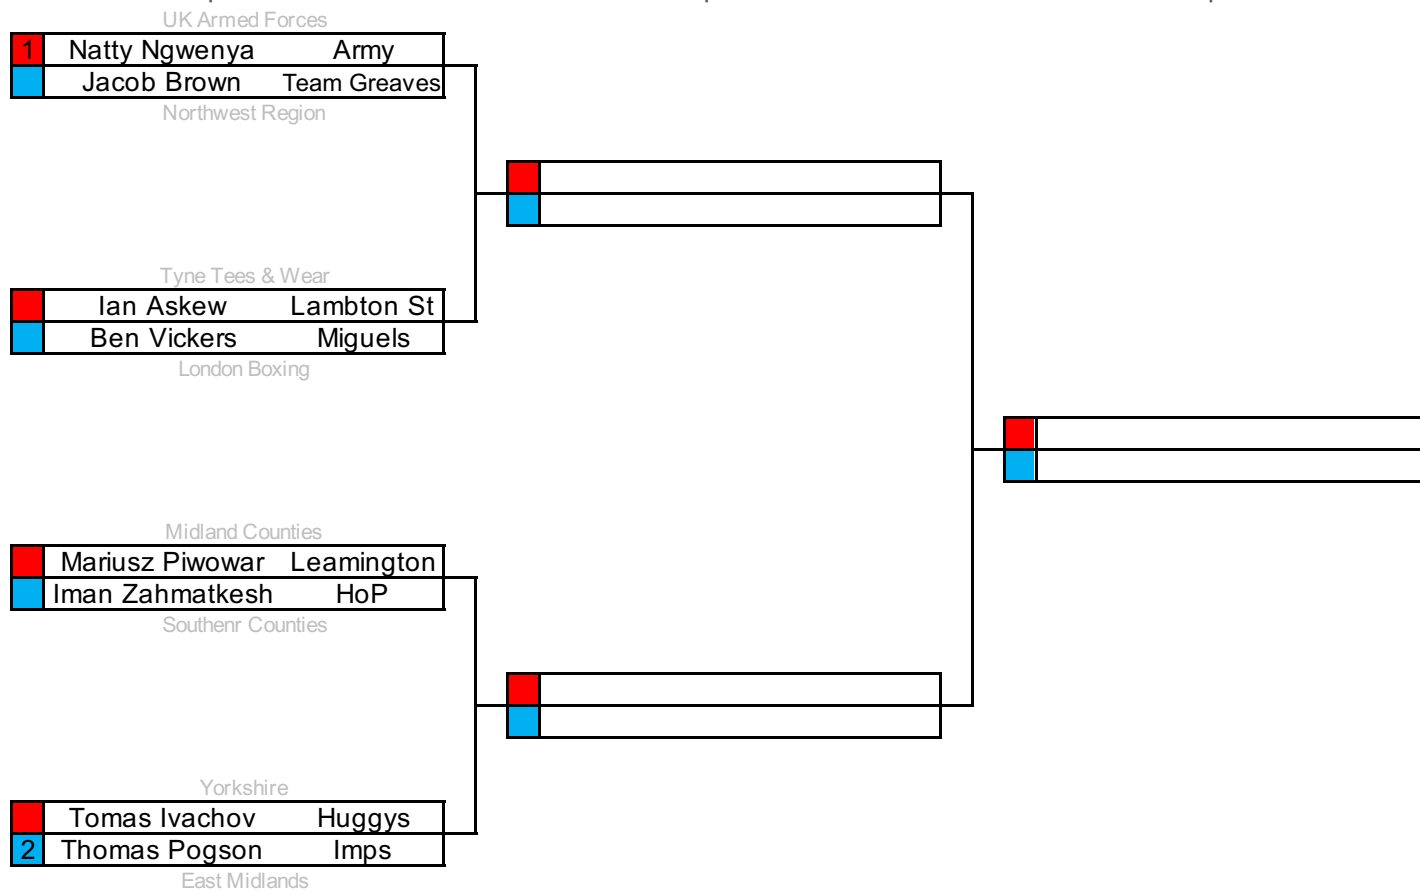 UK Armed Forces
1 Natty Ngwenya Army
Jacob Brown Team Greaves
Northwest Region
Tyne Tees & Wear
Ian Askew Lambton St
Ben Vickers Miguels
London Boxing
Midland Counties
Mariusz Piwowar Leamington
Iman Zahmatkesh HoP
Southenr Counties
Yorkshire
Tomas Ivachov Huggys
2 Thomas Pogson Imps
East Midlands